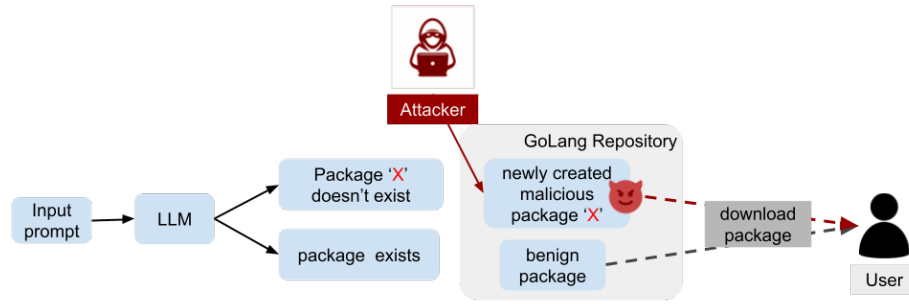 Attacker
GoLang Repository
Package ‘X’
doesn’t exist
newly created
malicious
package ‘X’
Input
prompt
LLM
download
package
package exists
benign
package
User